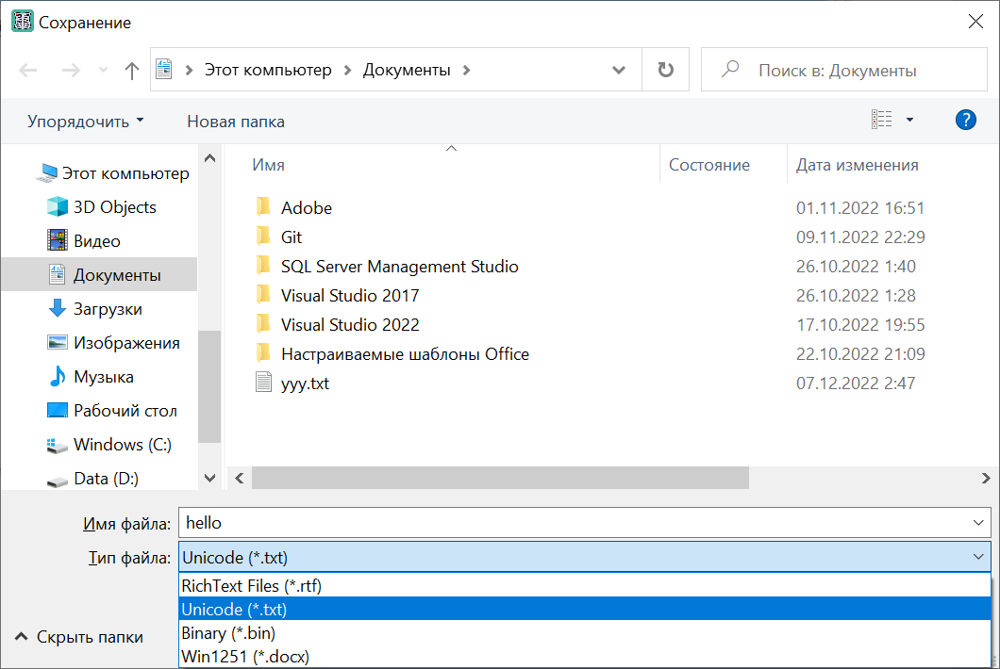 Сохранение
Этот компьютер Документы
Поиск в: Документы
Упорядочить Новая папка ?
Имя Состояние Дата изменения
Этот компьютер
3D Objects
Видео
Документы
Загрузки
Изображения
Музыка
Рабочий стол
Windows (C:)
Data (D:)
Adobe 01.11.2022 16:51
Git 09.11.2022 22:29
SQL Server Management Studio 26.10.2022 1:40
Visual Studio 2017 26.10.2022 1:28
Visual Studio 2022 17.10.2022 19:55
Настраиваемые шаблоны Office 22.10.2022 21:09
yyy.txt 07.12.2022 2:47
Имя файла: hello
Тип файла: Unicode (*.txt)
RichText Files (*.rtf)
Unicode (*.txt)
Binary (*.bin)
Win1251 (*.docx)
Скрыть папки